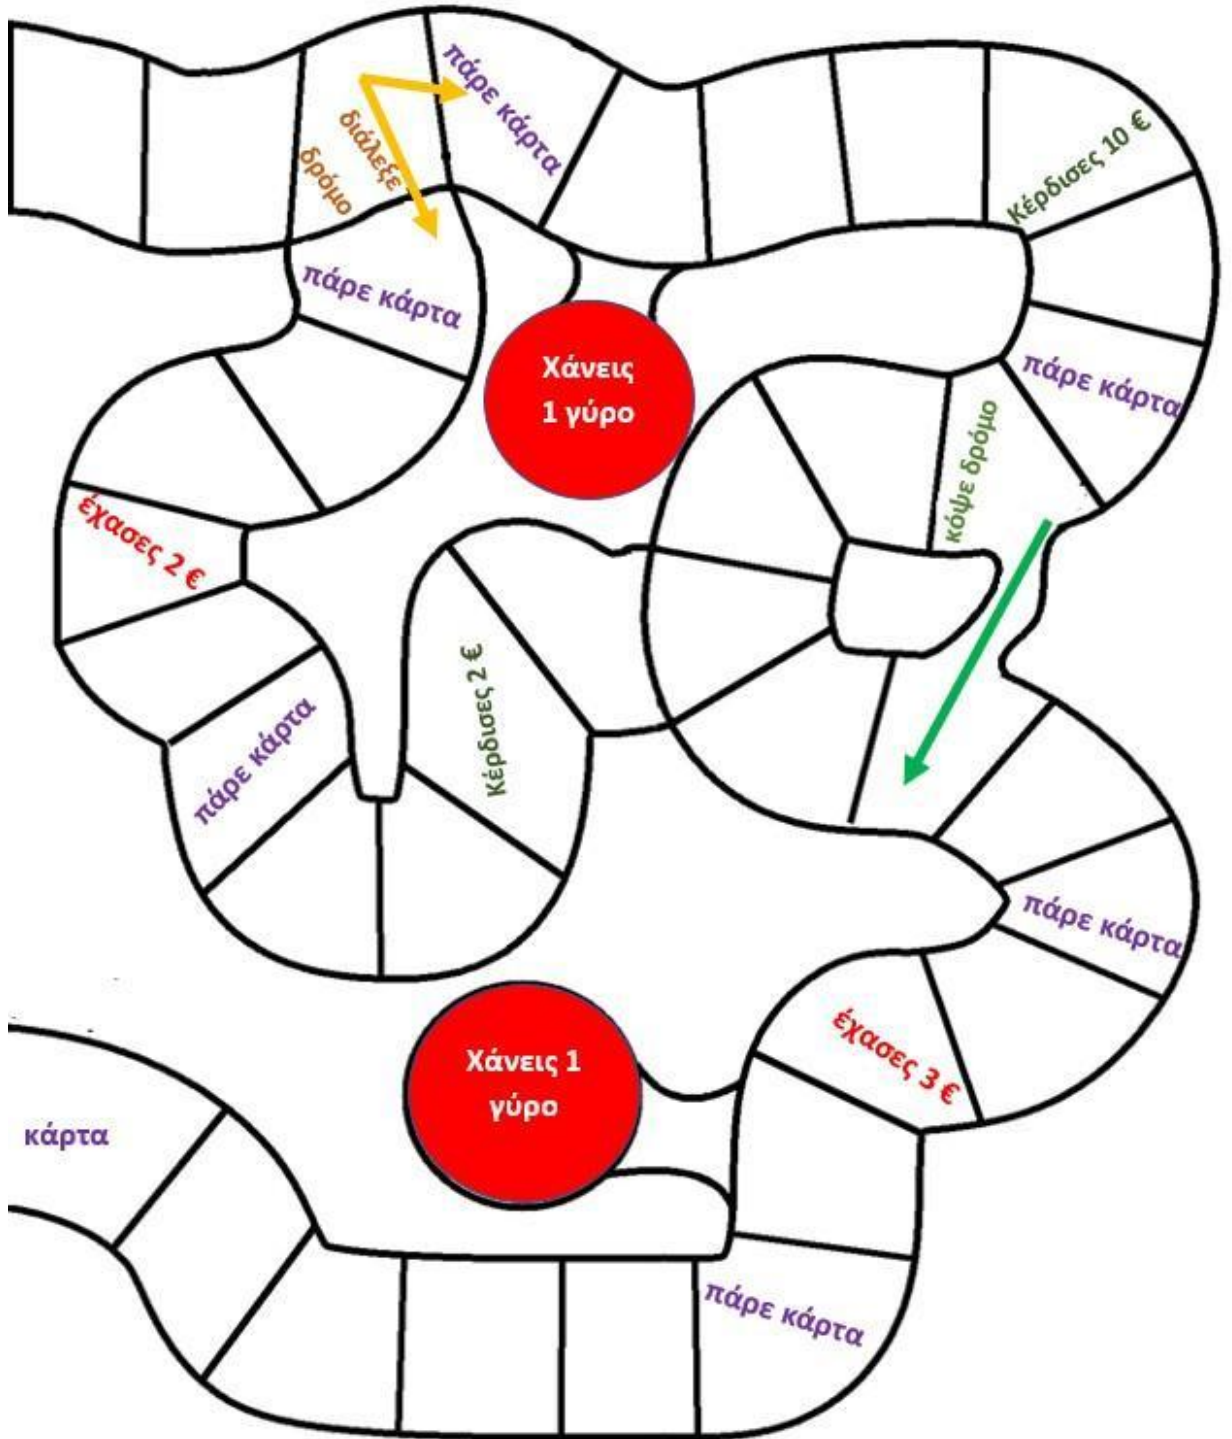 διάλεξε
δρόμο
πάρε κάρτα
Κέρδισες 10 €
πάρε κάρτα
πάρε κάρτα
Χάνεις
1 γύρο
κόψε δρόμο
έχασες 2 €
πάρε κάρτα
Κέρδισες 2 €
πάρε κάρτα
έχασες 3 €
Χάνεις 1
γύρο
κάρτα
πάρε κάρτα